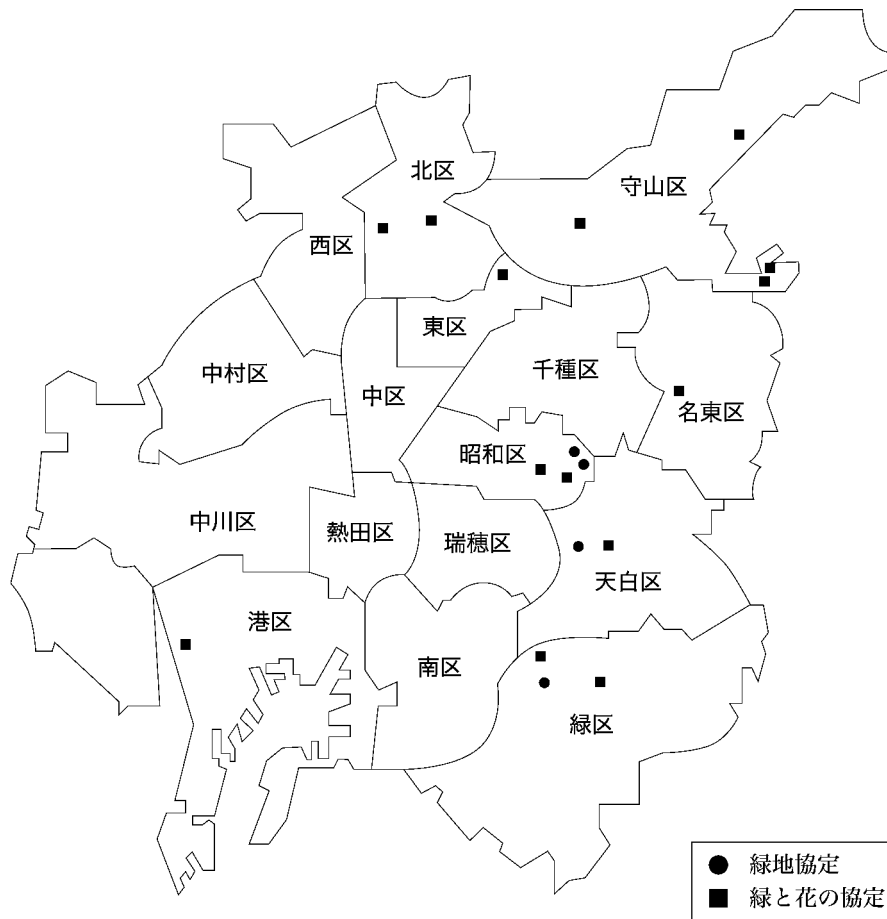 北区
守山区
西区
東区
千種区
中村区
中区
名東区
昭和区
中川区
熱田区
瑞穂区
天白区
港区
南区
緑区
緑地協定
緑と花の協定